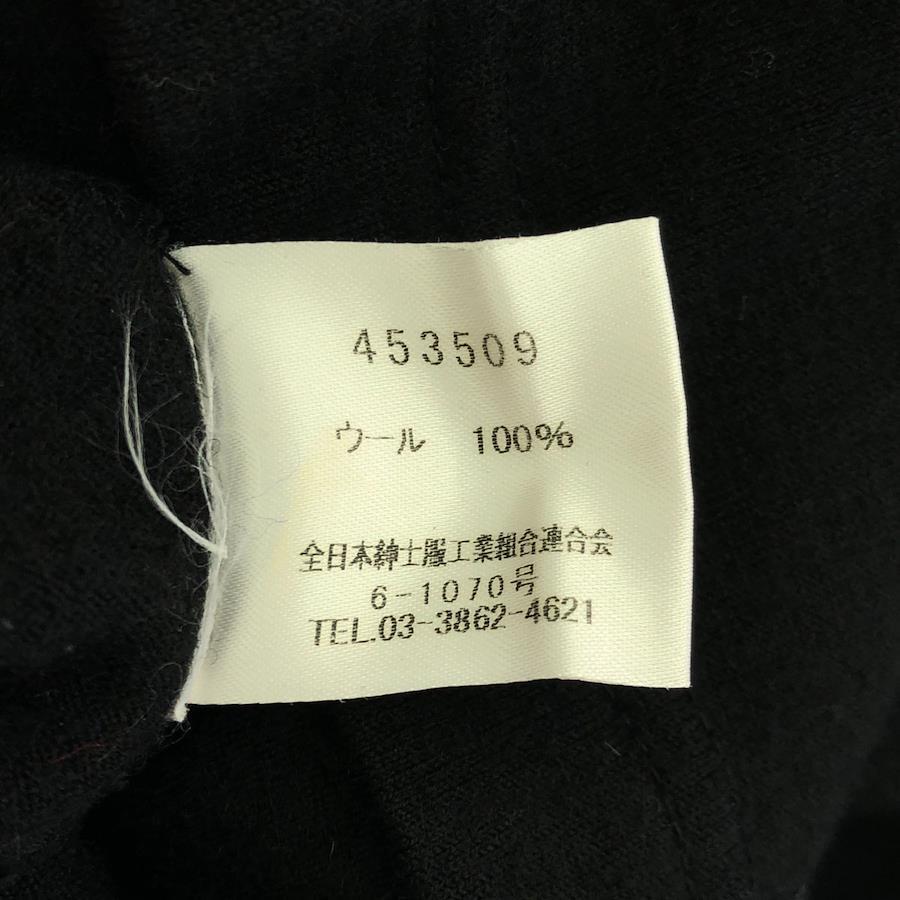 453509
ウール 100%
全日本紳士服工業組合連合会
6-1070号
TEL.03-3862-4621